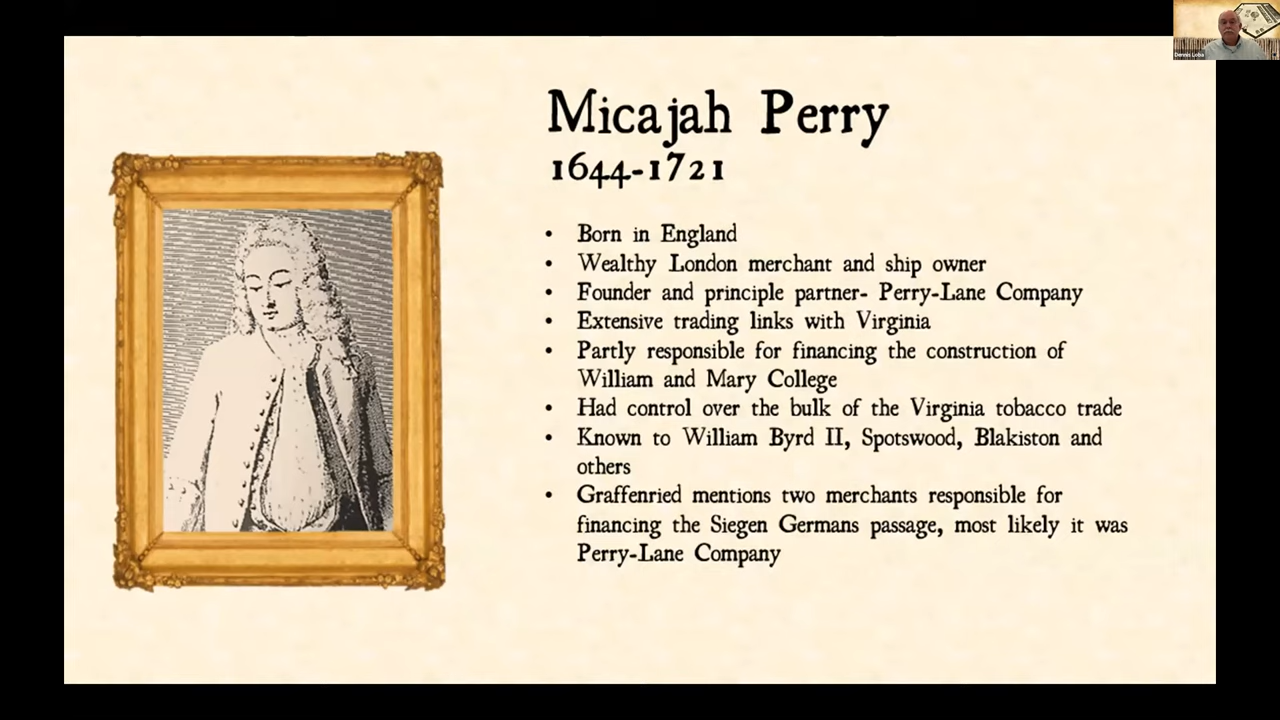 Micajah Perry
1644-1721
• Born in England
• Wealthy London merchant and ship owner
• Founder and principle partner- Perry-Lane Company
• Extensive trading links with Virginia
• Partly responsible for financing the construction of
William and Mary College
• Had control over the bulk of the Virginia tobacco trade
• Known to William Byrd II, Spotswood, Blakiston and
others
• Graffenried mentions two merchants responsible for
financing the Siegen Germans passage, most likely it was
Perry-Lane Company
Dennis